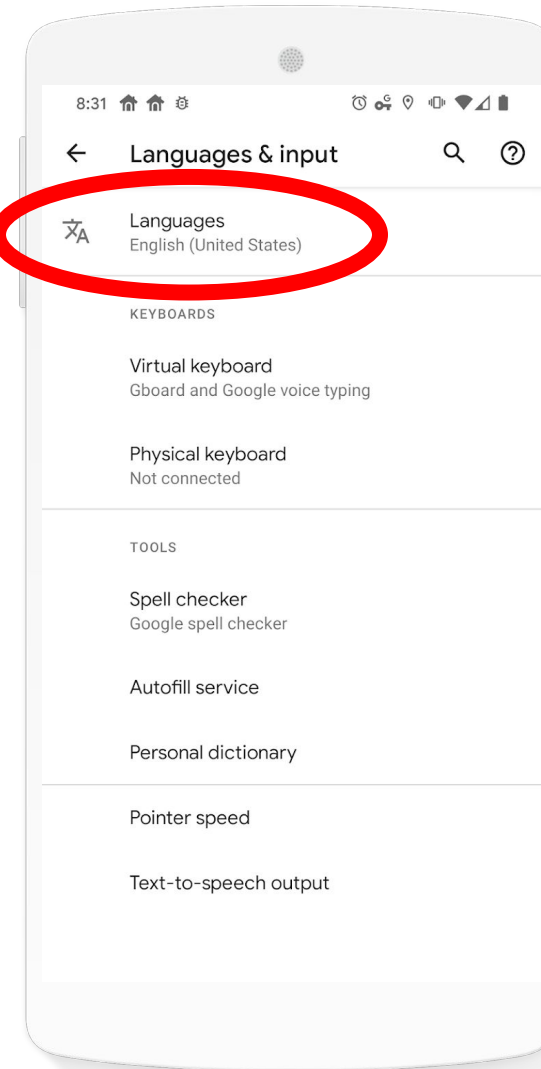 8:31
Languages & input
Languages
English (United States)
KEYBOARDS
Virtual keyboard
Gboard and Google voice typing
Physical keyboard
Not connected
TOOLS
Spell checker
Google spell checker
Autofill service
Personal dictionary
Pointer speed
Text-to-speech output